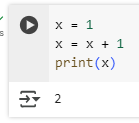 x = 1
x = x + 1
print(x)
2